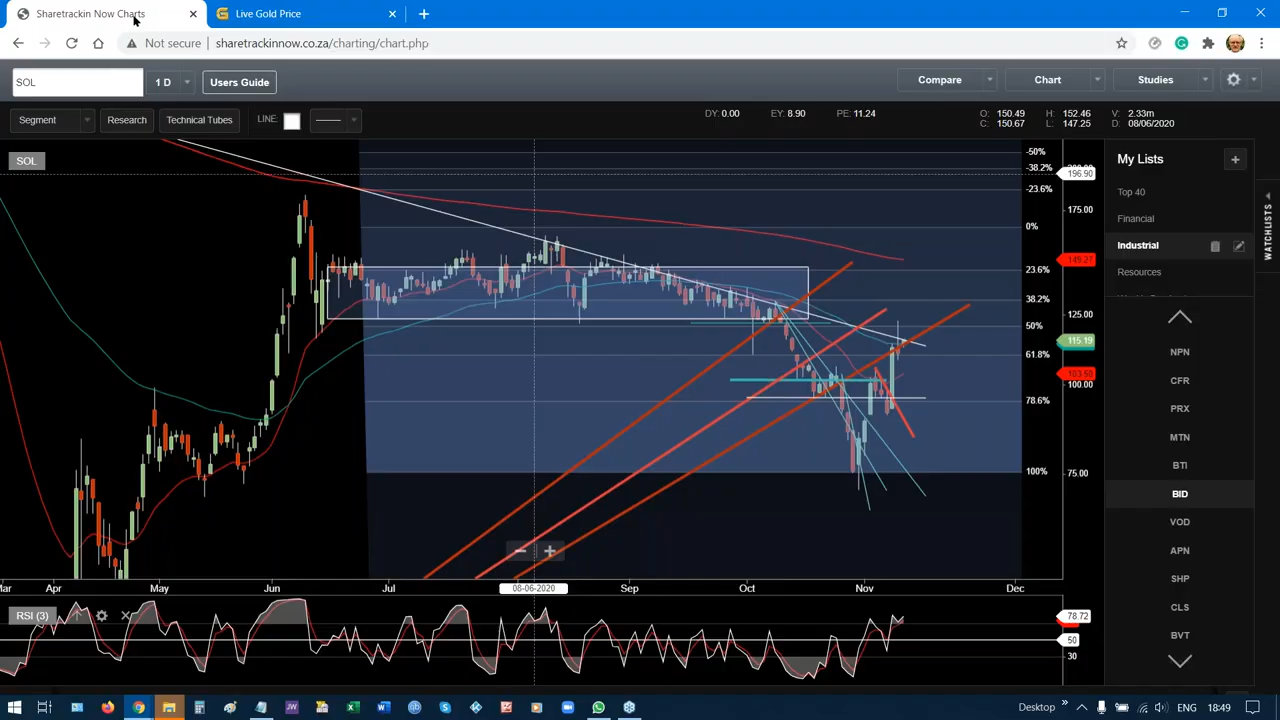 Sharetrackin Now Charts
Live Gold Price
Not secure
sharetrackinnow.co.za/charting/chart.php
SOL
1 D
Users Guide
Compare
Chart
Studies
Segment
Research
Technical Tubes
LINE:
DY: 0.00 EY: 8.90 PE: 11.24
O: 150.49 H: 152.46 V: 2.33m
C: 150.67 L: 147.25 D: 08/06/2020
SOL
-50%
-38.2%
-23.6%
0%
23.6%
38.2%
50%
61.8%
78.6%
100%
196.90
175.00
149.27
125.00
115.19
103.50
100.00
75.00
My Lists
Top 40
Financial
Industrial
Resources
WATCHLISTS
NPN
CFR
PRX
MTN
BTI
BID
VOD
APN
SHP
CLS
BVT
Apr May Jun Jul 08-06-2020 Sep Oct Nov Dec
RSI (3)
78.72
50
30
Desktop
ENG
18:49